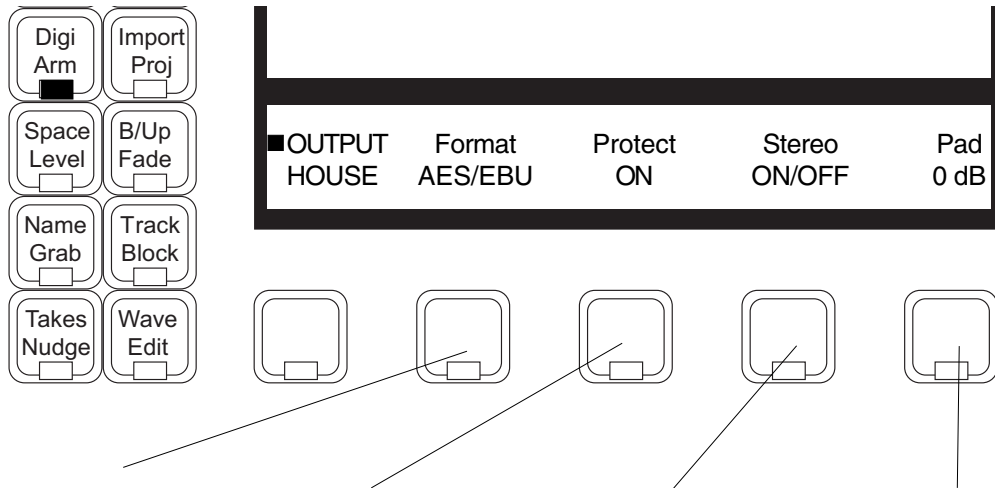 Digi
Arm
Import
Proj
Space
Level
B/Up
Fade
Name
Grab
Track
Block
Takes
Nudge
Wave
Edit
OUTPUT Format Protect Stereo Pad
HOUSE AES/EBU ON ON/OFF 0 dB